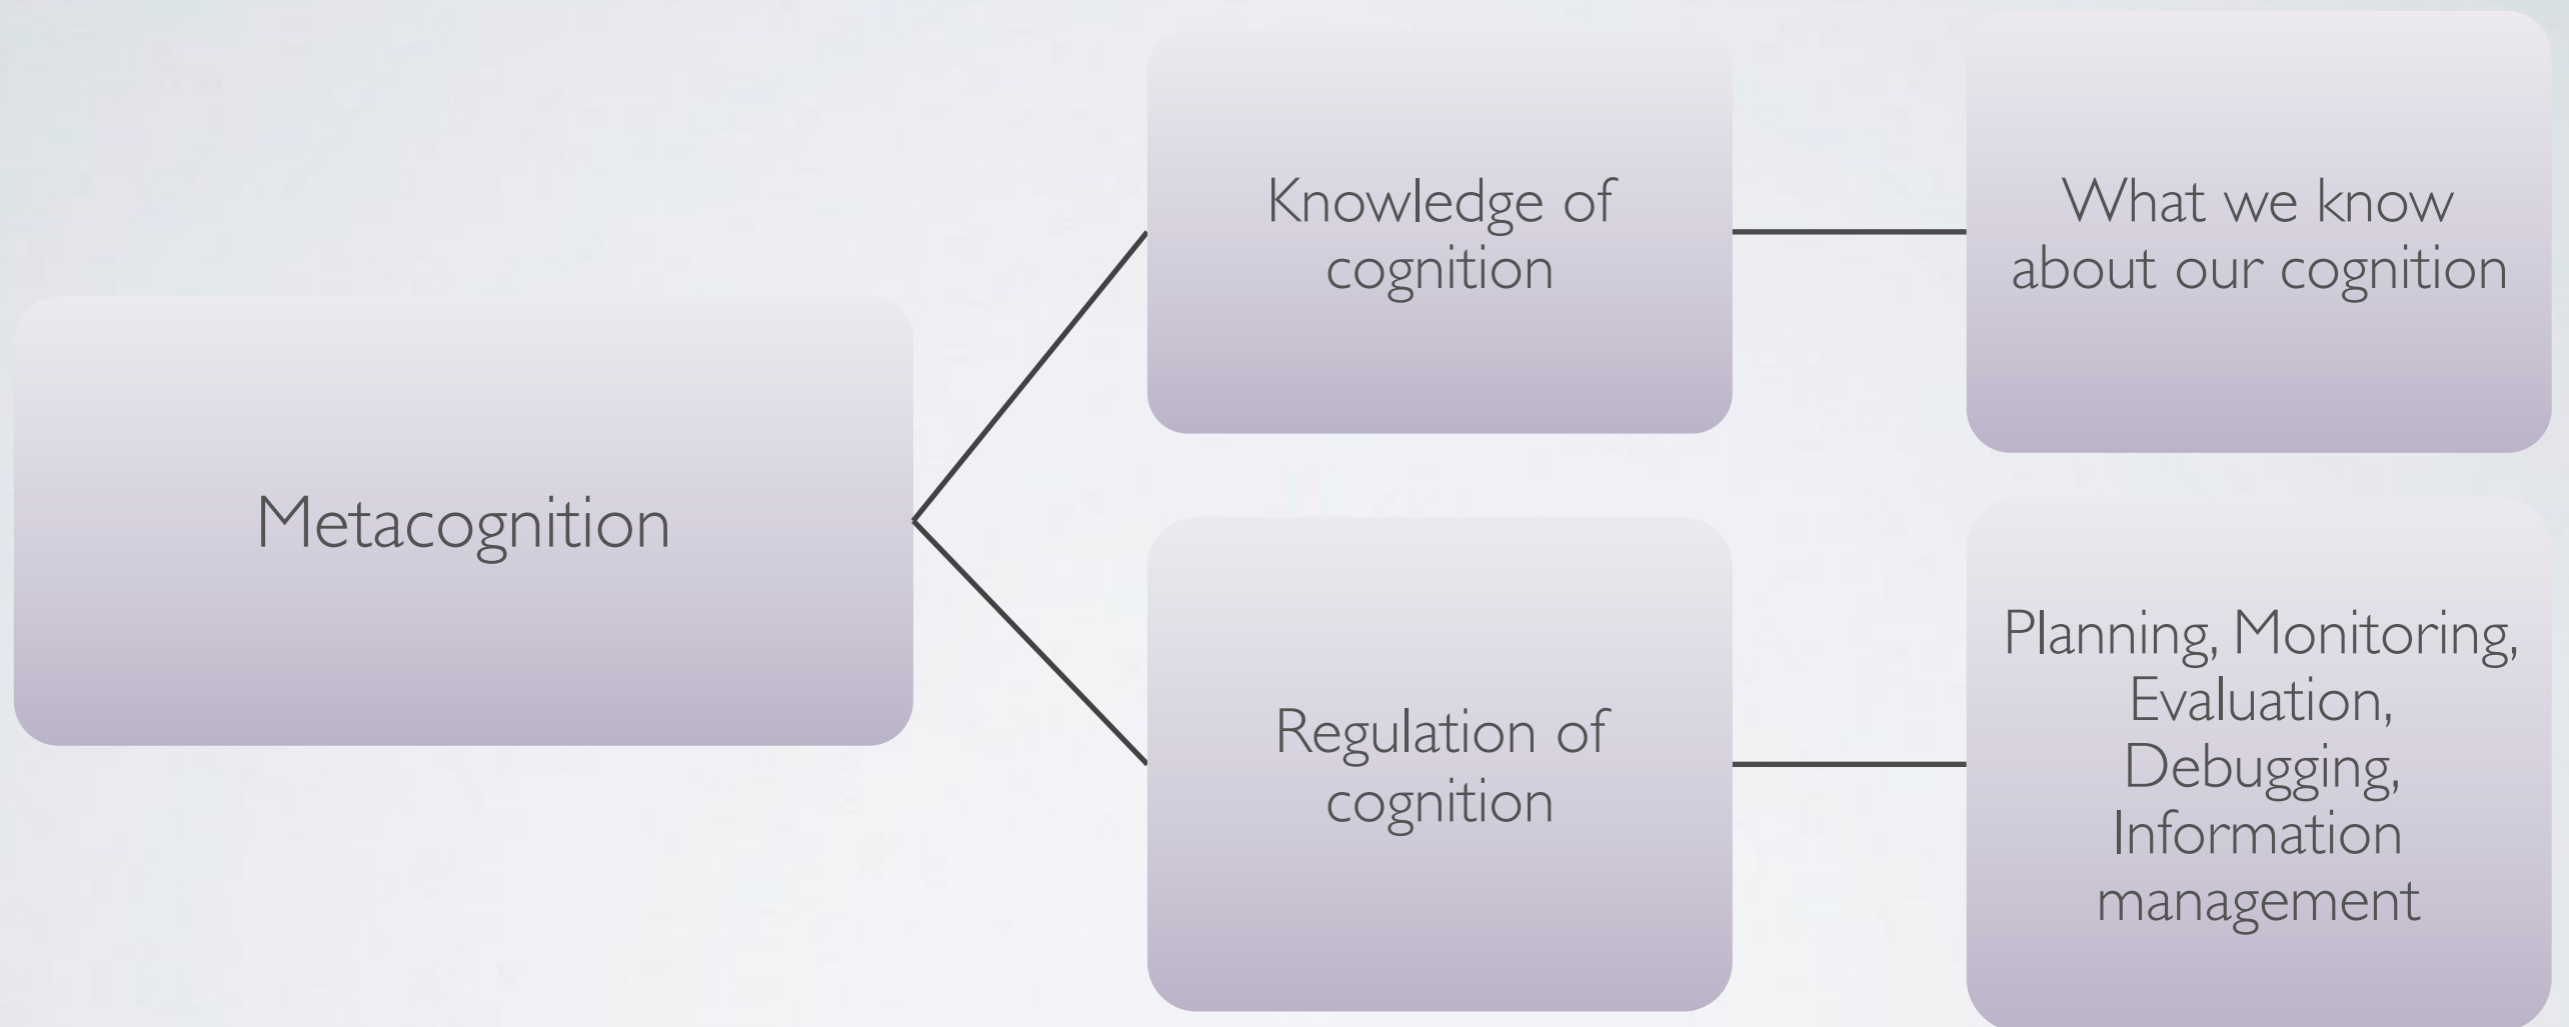 Metacognition
Knowledge of
cognition
What we know
about our cognition
Regulation of
cognition
Planning, Monitoring,
Evaluation,
Debugging,
Information
management